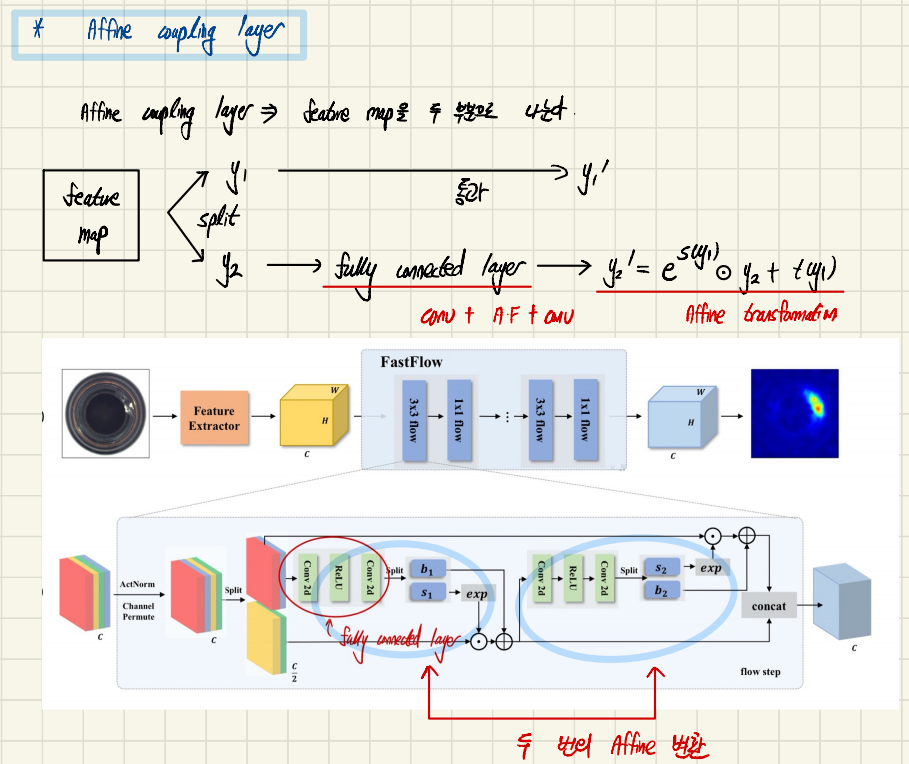 * Affine coupling layer
Affine coupling layer ⇒ feature map을 두 부분으로 나눈다.
feature map
split
y₁ 통과 y₁'
y₂ → fully connected layer → y₂' = e^{s(y₁)} ⊙ y₂ + t(y₁)
conv + A.F + conv Affine transformation
FastFlow
Feature Extractor
W
H
C
3x3 flow
1x1 flow
...
3x3 flow
1x1 flow
W
H
C
C
ActNorm
Channel Permute
C
Split
C/2
Conv 2d
ReLU
Conv 2d
Split
b₁
s₁
exp
fully connected layer
Conv 2d
ReLU
Conv 2d
Split
s₂
b₂
exp
concat
C
flow step
두 번의 Affine 변환